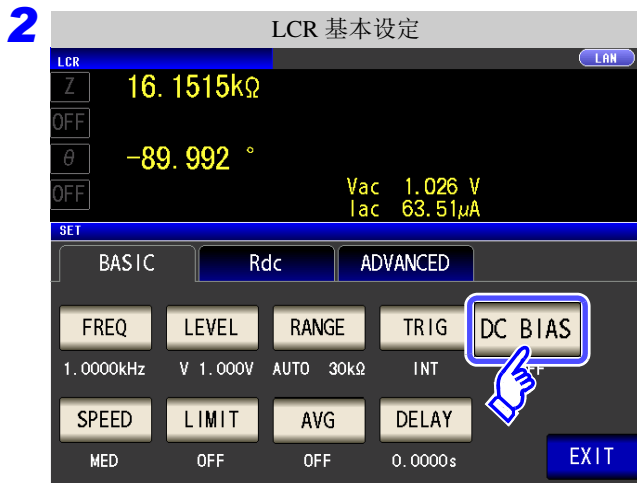 2
LCR 基本设定
LCR
LAN
Z 16.1515kΩ
OFF
θ -89.992 °
OFF
Vac 1.026 V
Iac 63.51μA
SET
BASIC Rdc ADVANCED
FREQ LEVEL RANGE TRIG DC BIAS
1.0000kHz V 1.000V AUTO 30kΩ INT
SPEED LIMIT AVG DELAY
MED OFF OFF 0.0000s EXIT